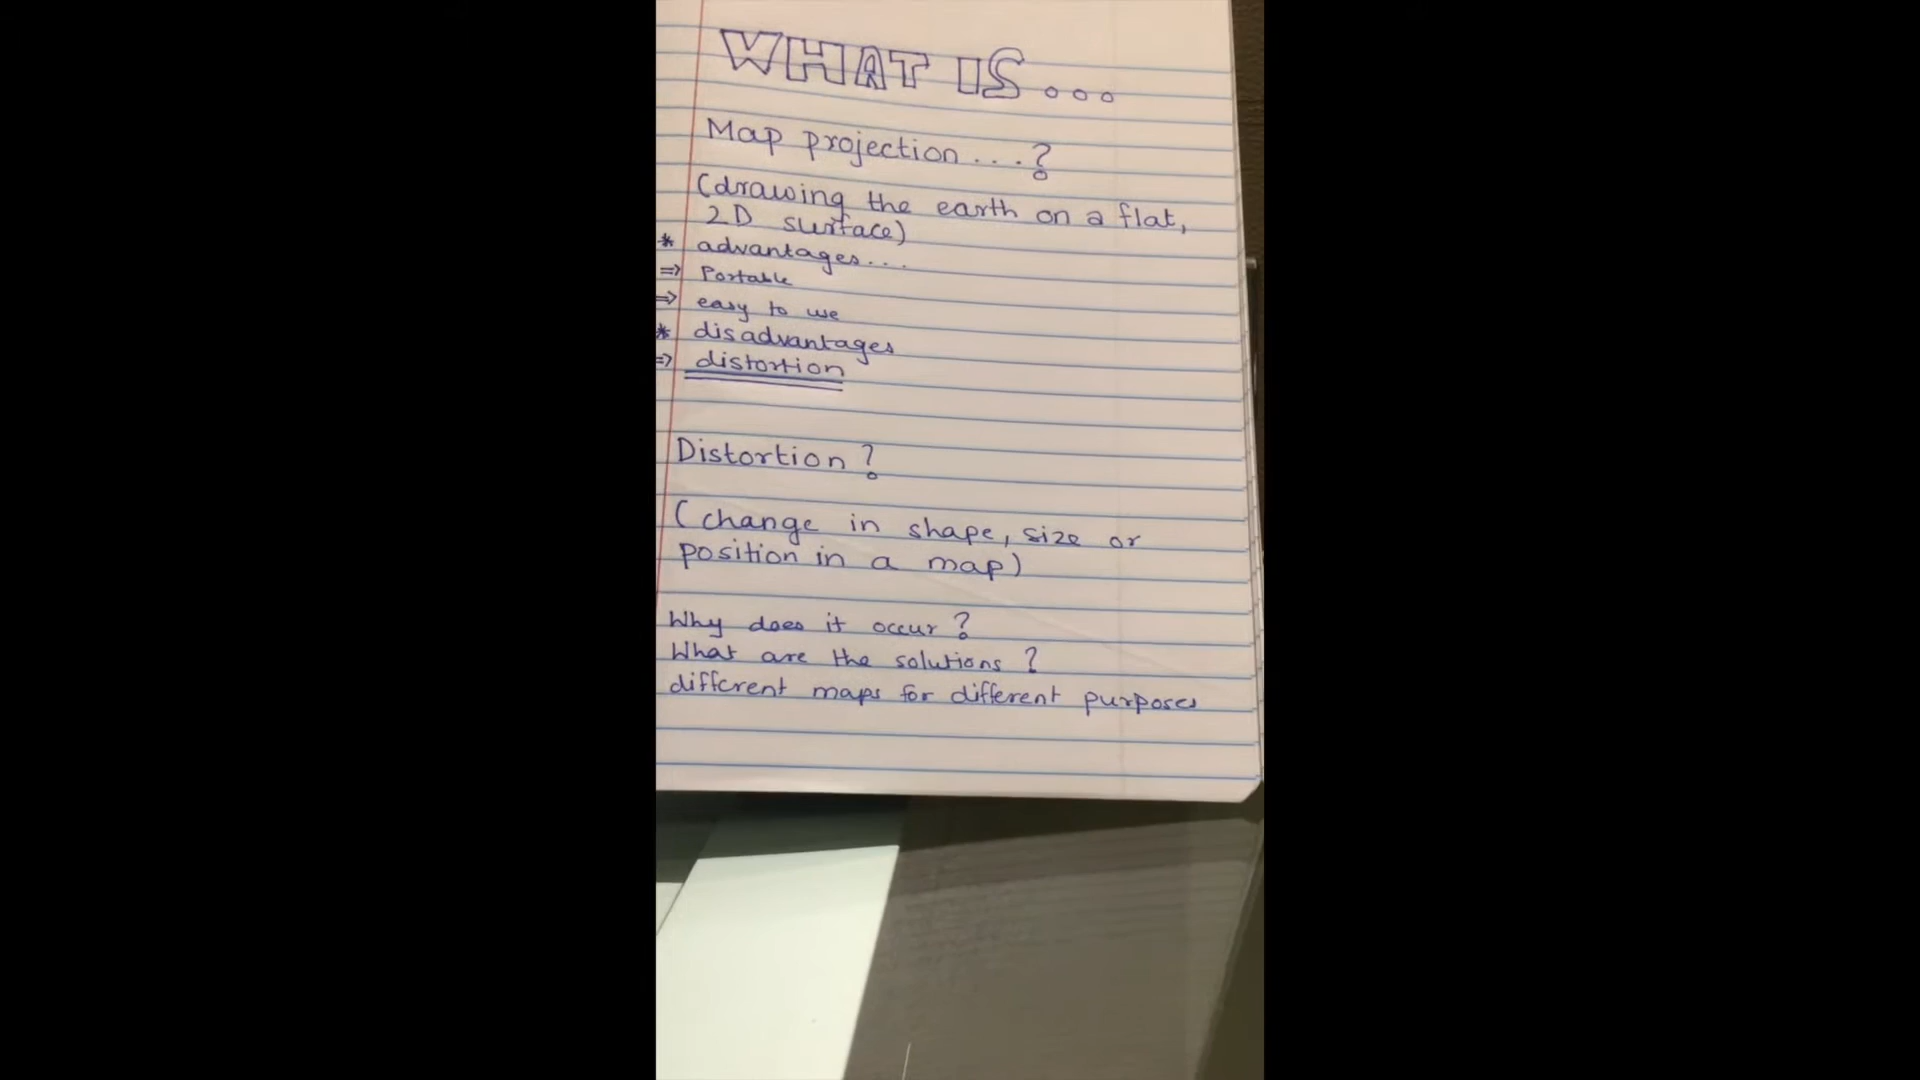 WHAT IS...
Map projection...?
(drawing the earth on a flat,
2D surface)
* advantages...
⇒ Portable
⇒ easy to use
* disadvantages
⇒ distortion
Distortion?
(change in shape, size or
position in a map)
Why does it occur?
What are the solutions?
different maps for different purposes